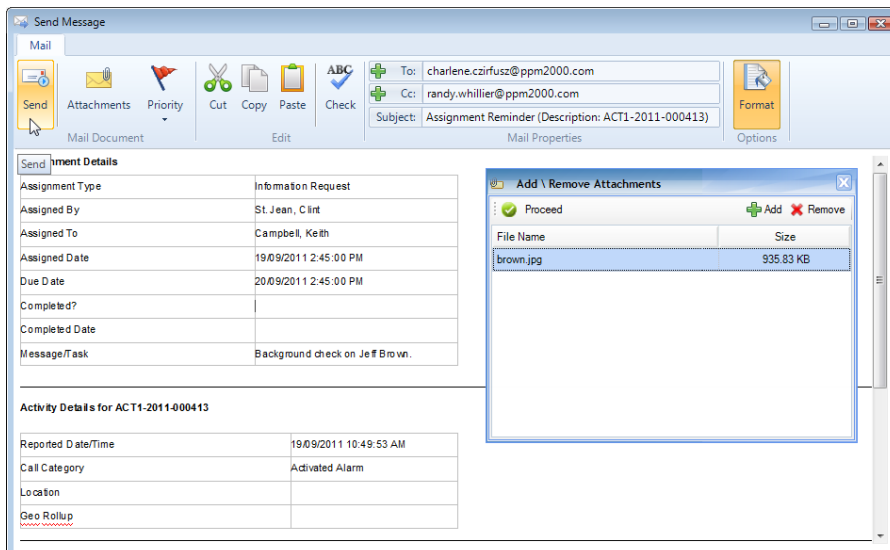 Send Message
Mail
Send
Attachments
Priority
Cut
Copy
Paste
ABC
Check
To: charlene.czirfusz@ppm2000.com
Cc: randy.whillier@ppm2000.com
Subject: Assignment Reminder (Description: ACT1-2011-000413)
Format
Mail Document
Edit
Mail Properties
Options
Send
nment Details
Assignment Type Information Request
Assigned By St. Jean, Clint
Assigned To Campbell, Keith
Assigned Date 19/09/2011 2:45:00 PM
Due Date 20/09/2011 2:45:00 PM
Completed?
Completed Date
Message/Task Background check on Jeff Brown.
Add \ Remove Attachments
Proceed Add Remove
File Name Size
brown.jpg 935.83 KB
Activity Details for ACT1-2011-000413
Reported Date/Time 19/09/2011 10:49:53 AM
Call Category Activated Alarm
Location
Geo Rollup